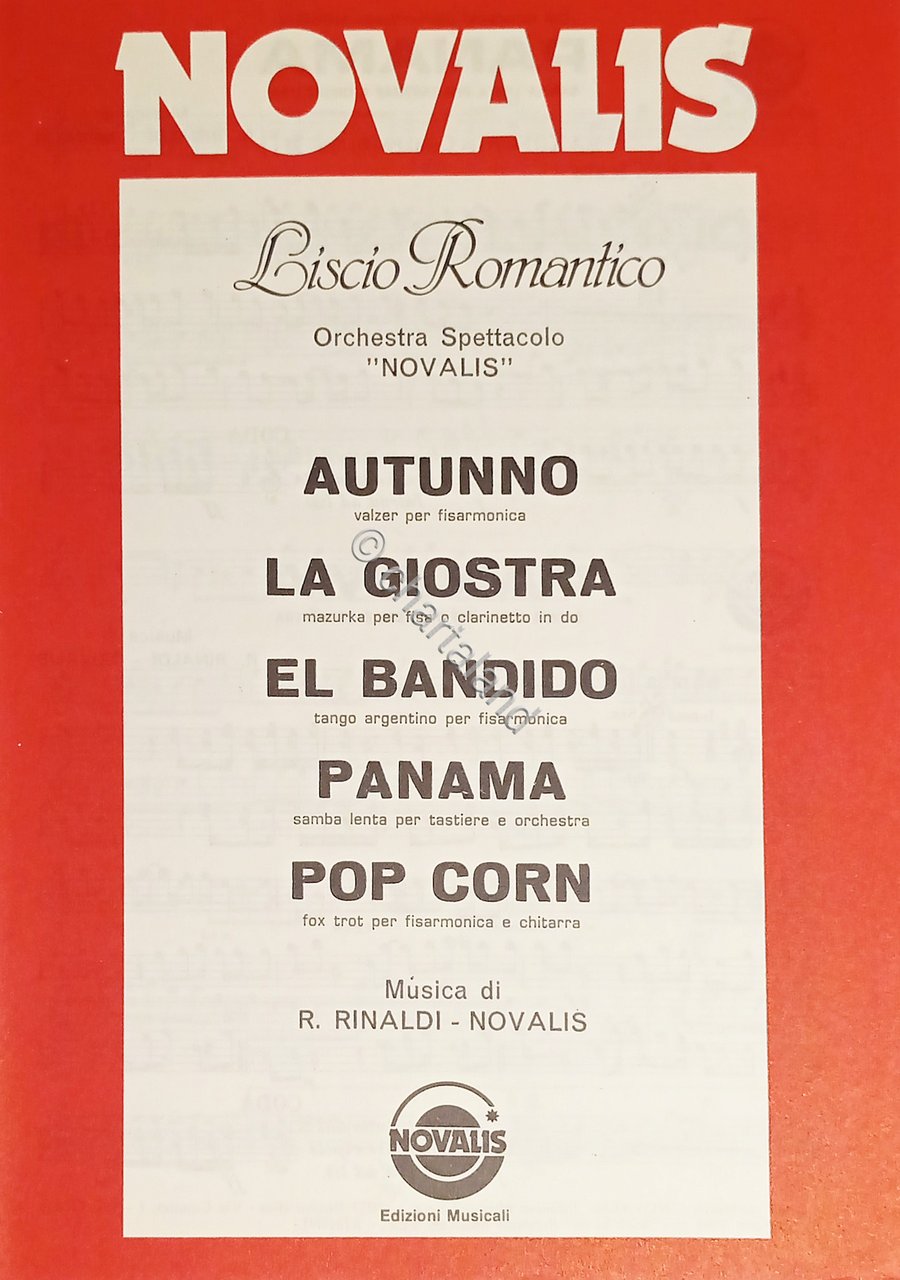 NOVALIS
Liscio Romantico
Orchestra Spettacolo
"NOVALIS"
AUTUNNO
valzer per fisarmonica
LA GIOSTRA
mazurka per fisa o clarinetto in do
EL BANDIDO
tango argentino per fisarmonica
PANAMA
samba lenta per tastiere e orchestra
POP CORN
fox trot per fisarmonica e chitarra
Musica di
R. RINALDI - NOVALIS
NOVALIS
Edizioni Musicali
© chartaland